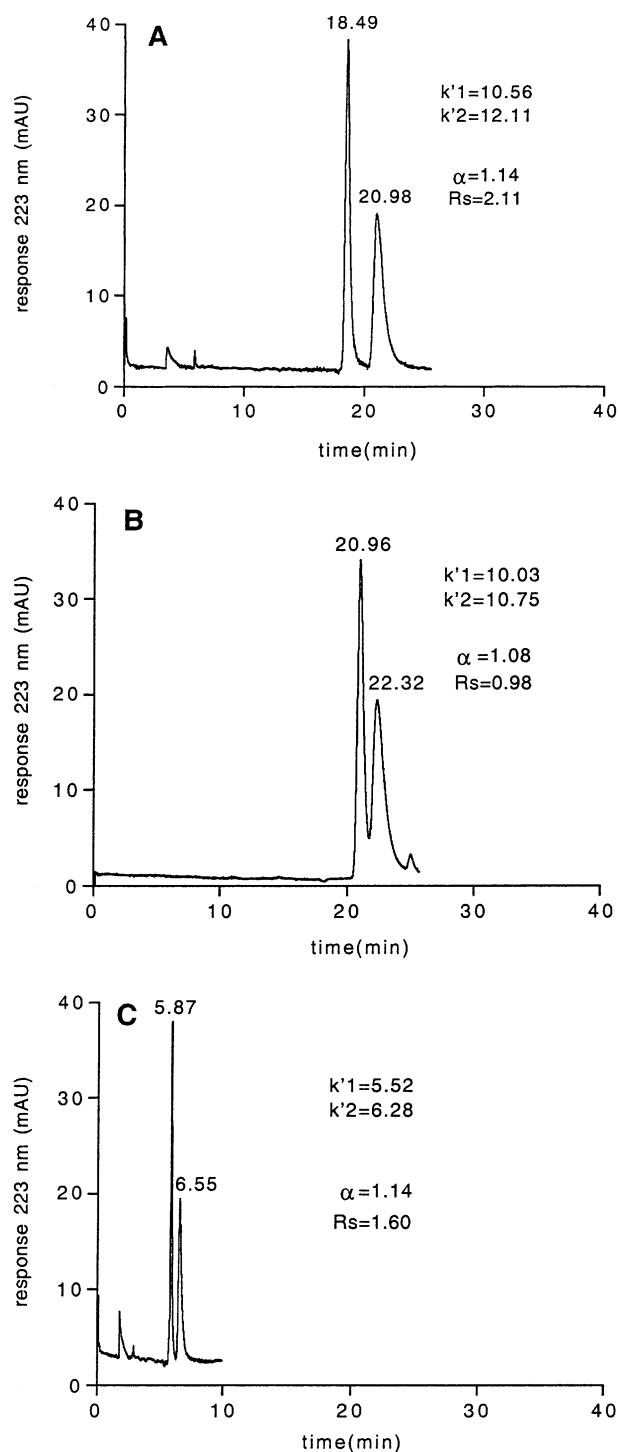 A
18.49
k'1=10.56
k'2=12.11
α=1.14
Rs=2.11
20.98
response 223 nm (mAU)
40
30
20
10
0
0 10 20 30 40
time(min)
B
20.96
k'1=10.03
k'2=10.75
α =1.08
Rs=0.98
22.32
response 223 nm (mAU)
40
30
20
10
0
0 10 20 30 40
time(min)
C
5.87
k'1=5.52
k'2=6.28
α=1.14
Rs=1.60
6.55
response 223 nm (mAU)
40
30
20
10
0
0 10 20 30 40
time(min)